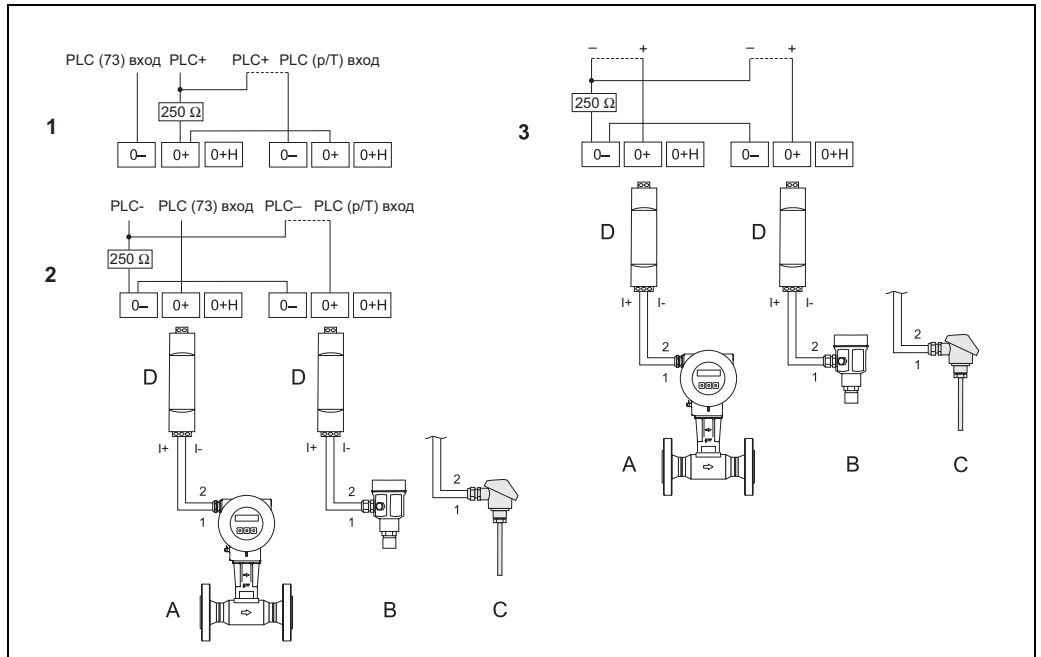 PLC (73) вход PLC+ PLC+ PLC (p/T) вход
250 Ω
1
0– 0+ 0+H 0– 0+ 0+H
PLC- PLC (73) вход PLC– PLC (p/T) вход
250 Ω
2
0– 0+ 0+H 0– 0+ 0+H
D D
I+ I- I+ I-
2 2 2
1 1 1
A B C
– + – +
250 Ω
3
0– 0+ 0+H 0– 0+ 0+H
D D
I+ I- I+ I-
2 2 2
1 1 1
A B C